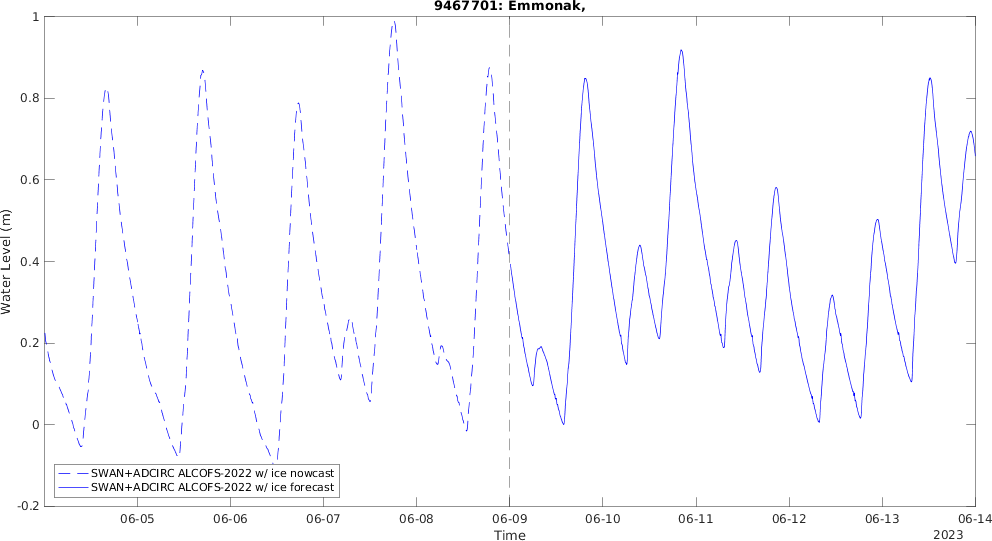 9467701: Emmonak,
1
0.8
0.6
0.4
0.2
0
-0.2
Water Level (m)
SWAN+ADCIRC ALCOFS-2022 w/ ice nowcast
SWAN+ADCIRC ALCOFS-2022 w/ ice forecast
06-05 06-06 06-07 06-08 06-09 06-10 06-11 06-12 06-13 06-14
Time
2023